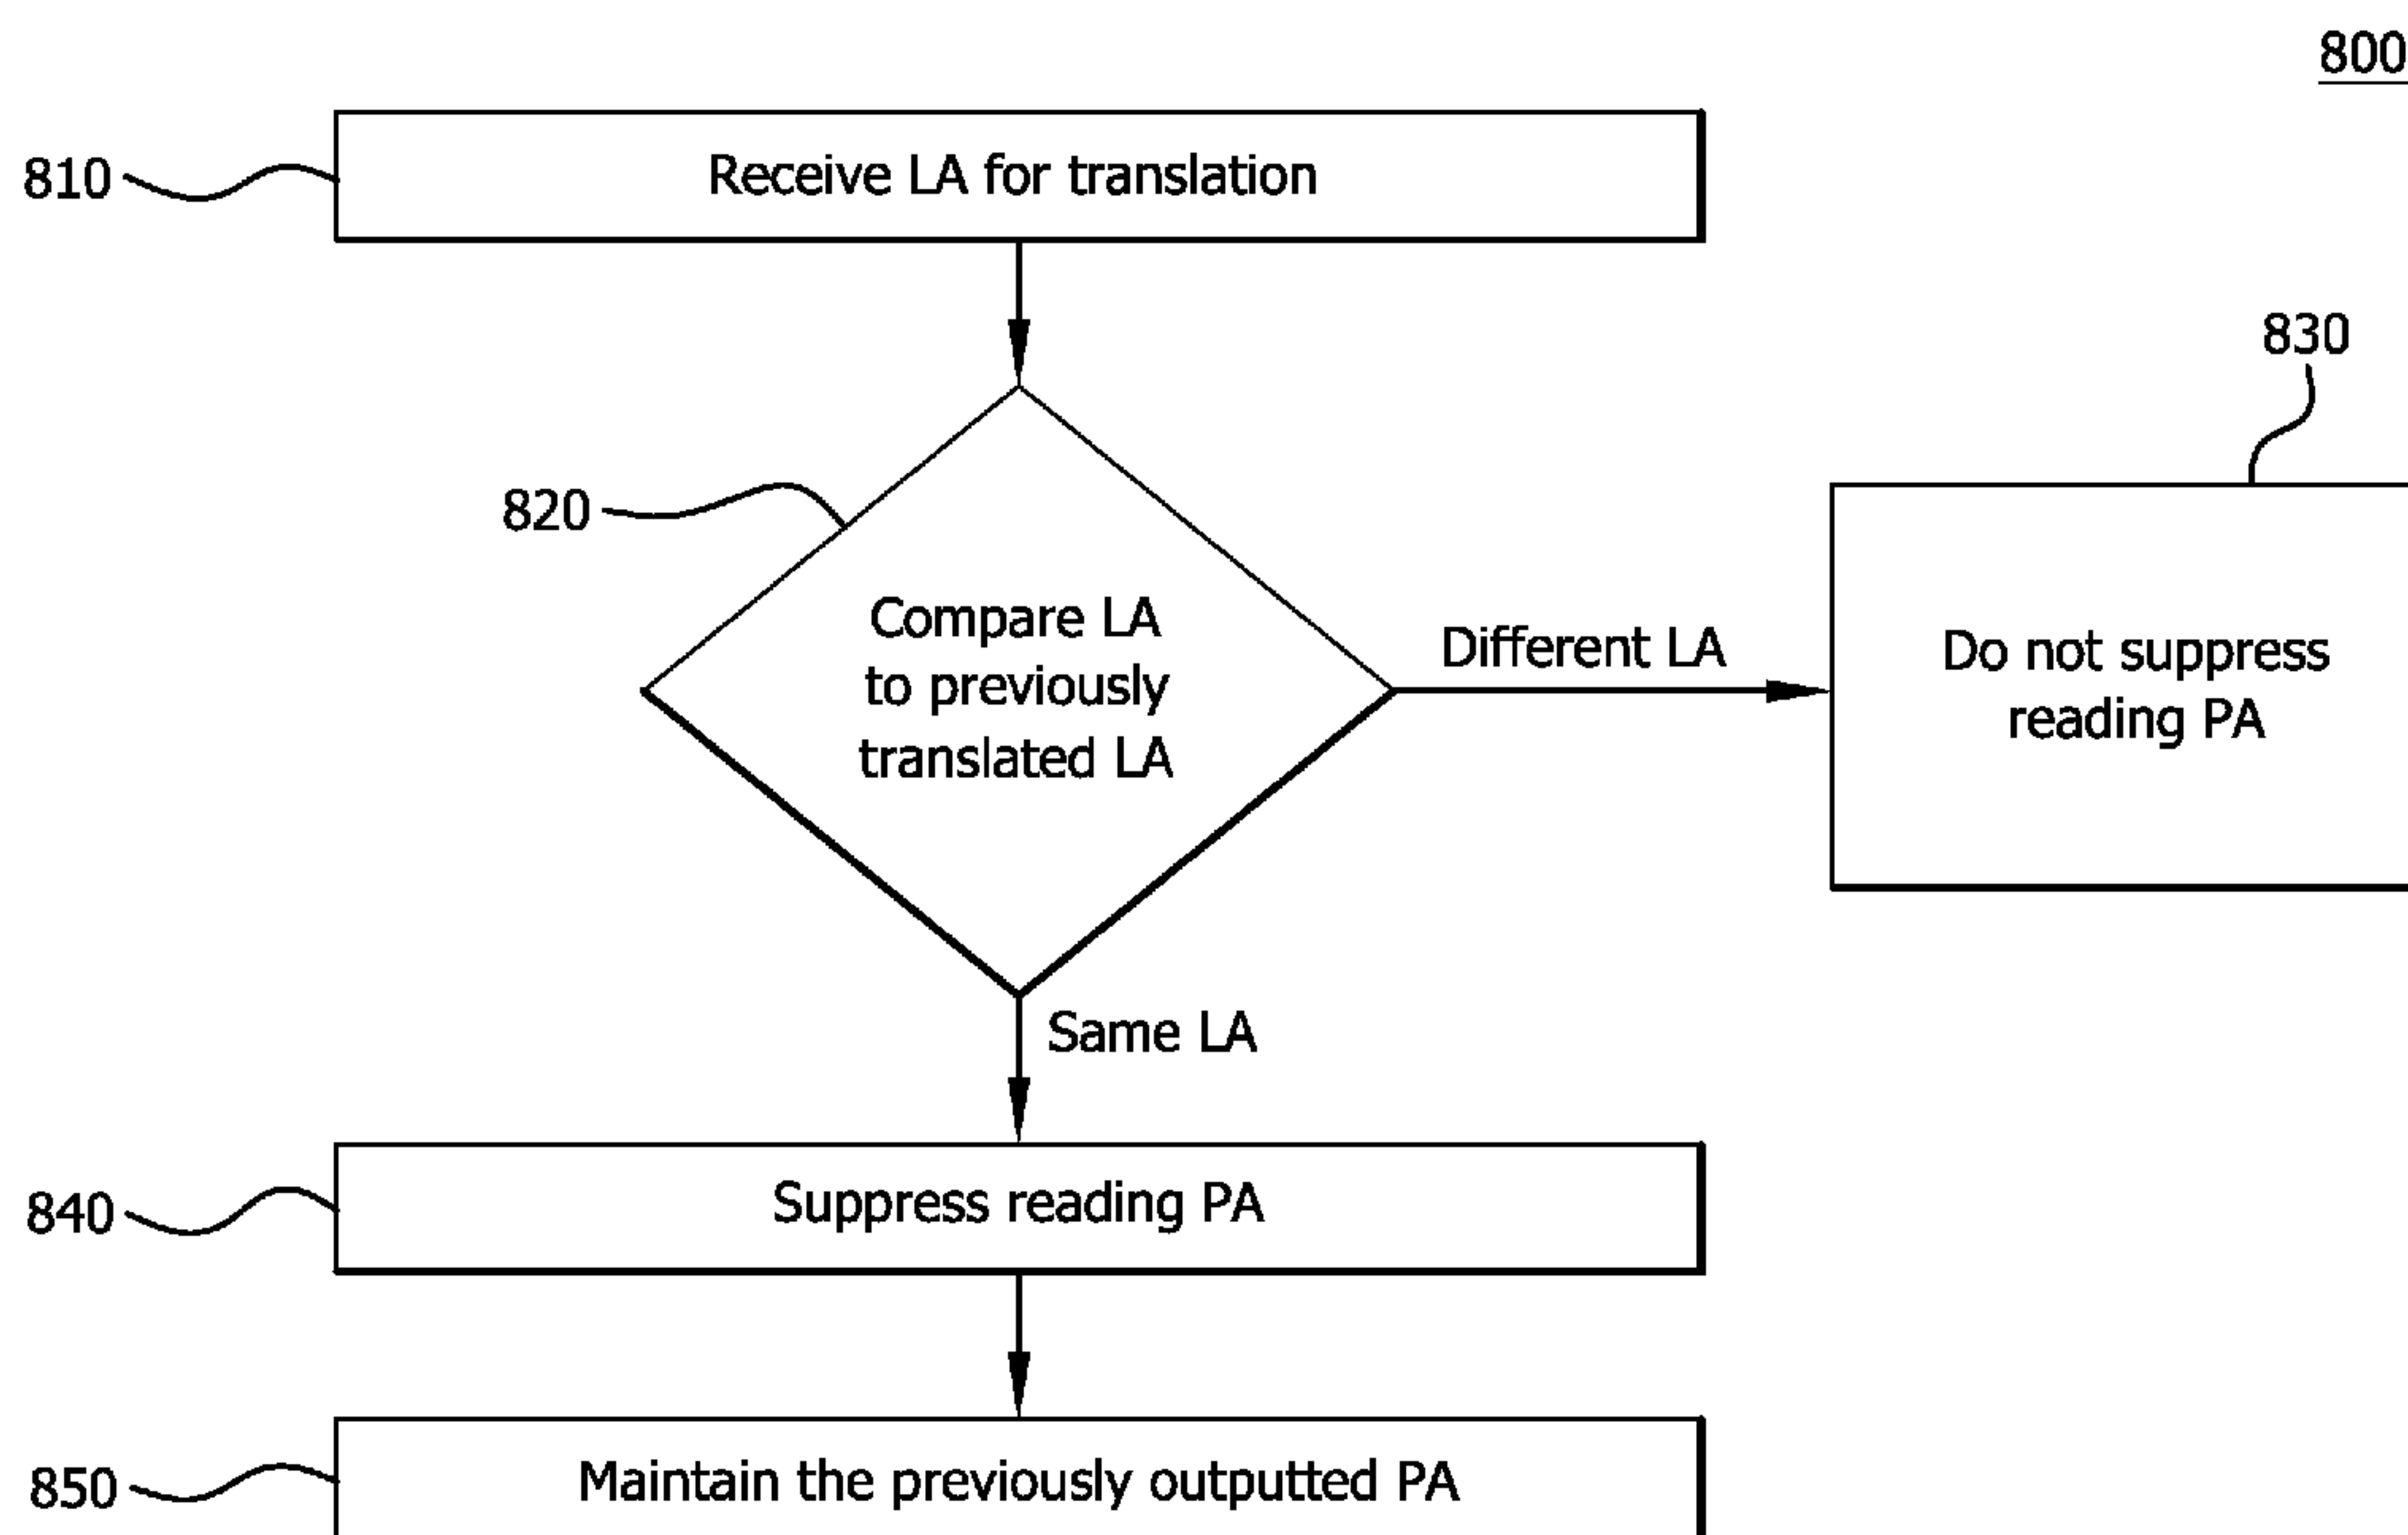 800
810
Receive LA for translation
830
820
Compare LA
to previously
translated LA
Different LA
Do not suppress
reading PA
Same LA
840
Suppress reading PA
850
Maintain the previously outputted PA